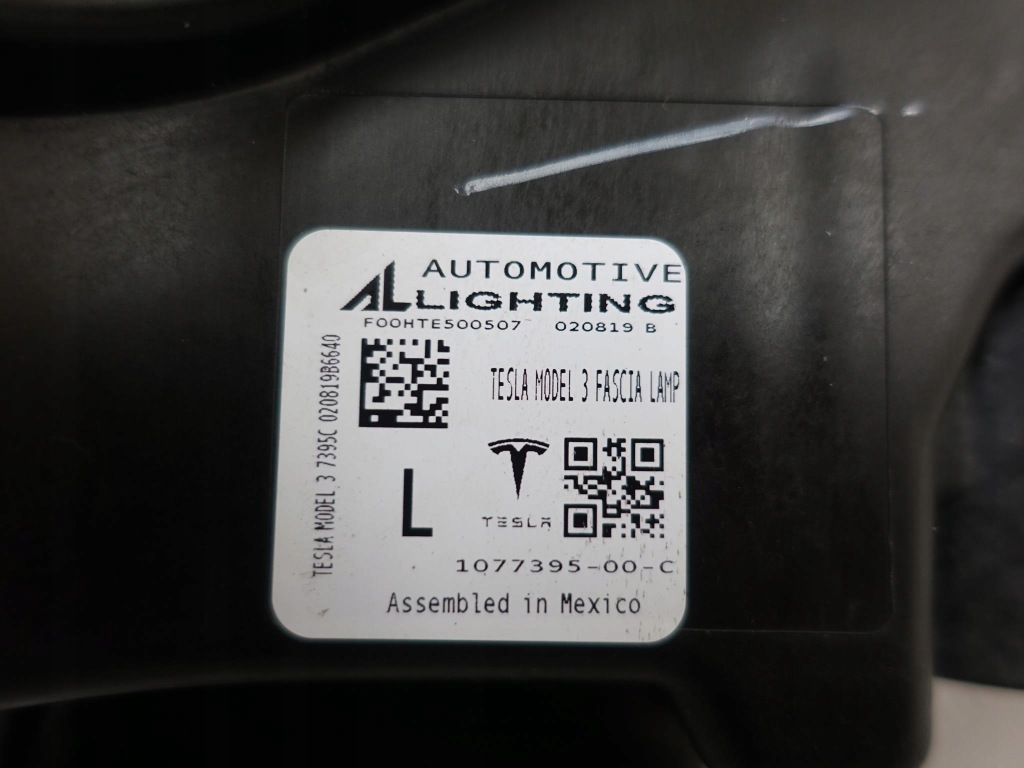 AUTOMOTIVE
AL LIGHTING
F00HTE500507 020819 B
TESLA MODEL 3 7395C 020819B6640
TESLA MODEL 3 FASCIA LAMP
L
TESLA
1077395-00-C
Assembled in Mexico